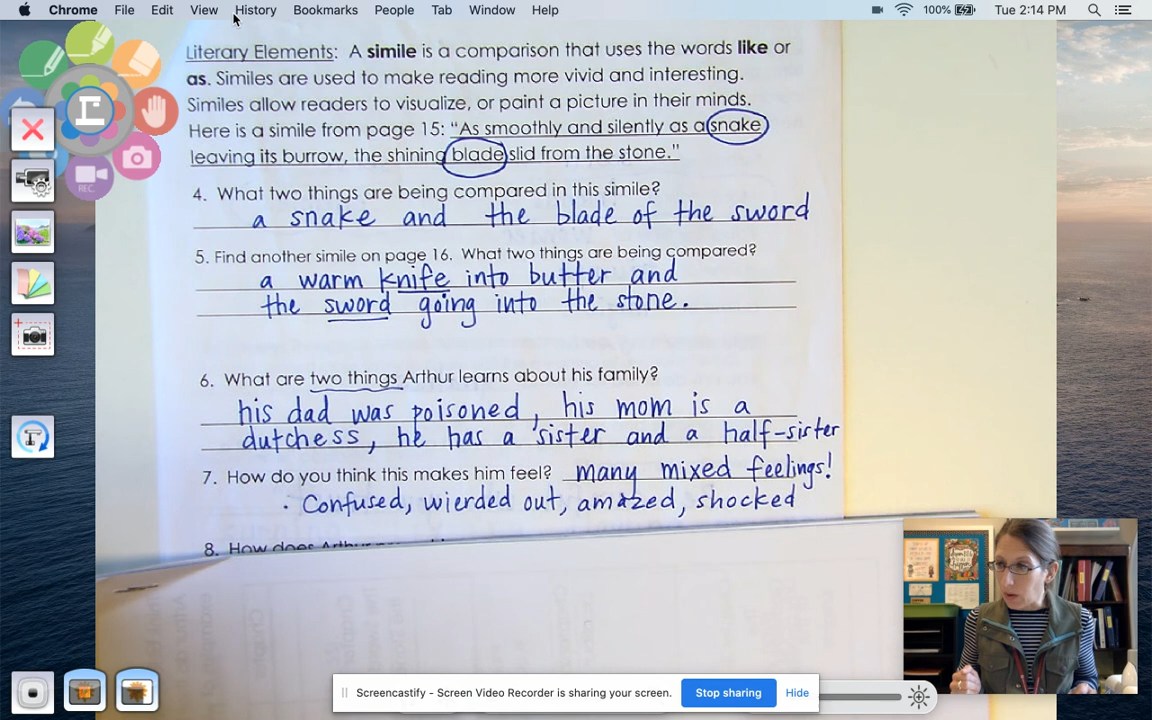 Chrome File Edit View History Bookmarks People Tab Window Help 100% Tue 2:14 PM
Literary Elements: A simile is a comparison that uses the words like or
as. Similes are used to make reading more vivid and interesting.
Similes allow readers to visualize, or paint a picture in their minds.
Here is a simile from page 15: "As smoothly and silently as a snake
leaving its burrow, the shining blade slid from the stone."
4. What two things are being compared in this simile?
a snake and the blade of the sword
5. Find another simile on page 16. What two things are being compared?
a warm knife into butter and
the sword going into the stone.
6. What are two things Arthur learns about his family?
his dad was poisoned, his mom is a
dutchess, he has a sister and a half-sister
7. How do you think this makes him feel? many mixed feelings!
. Confused, wierded out, amazed, shocked
8. How does Arthur
REC.
Screencastify - Screen Video Recorder is sharing your screen. Stop sharing Hide